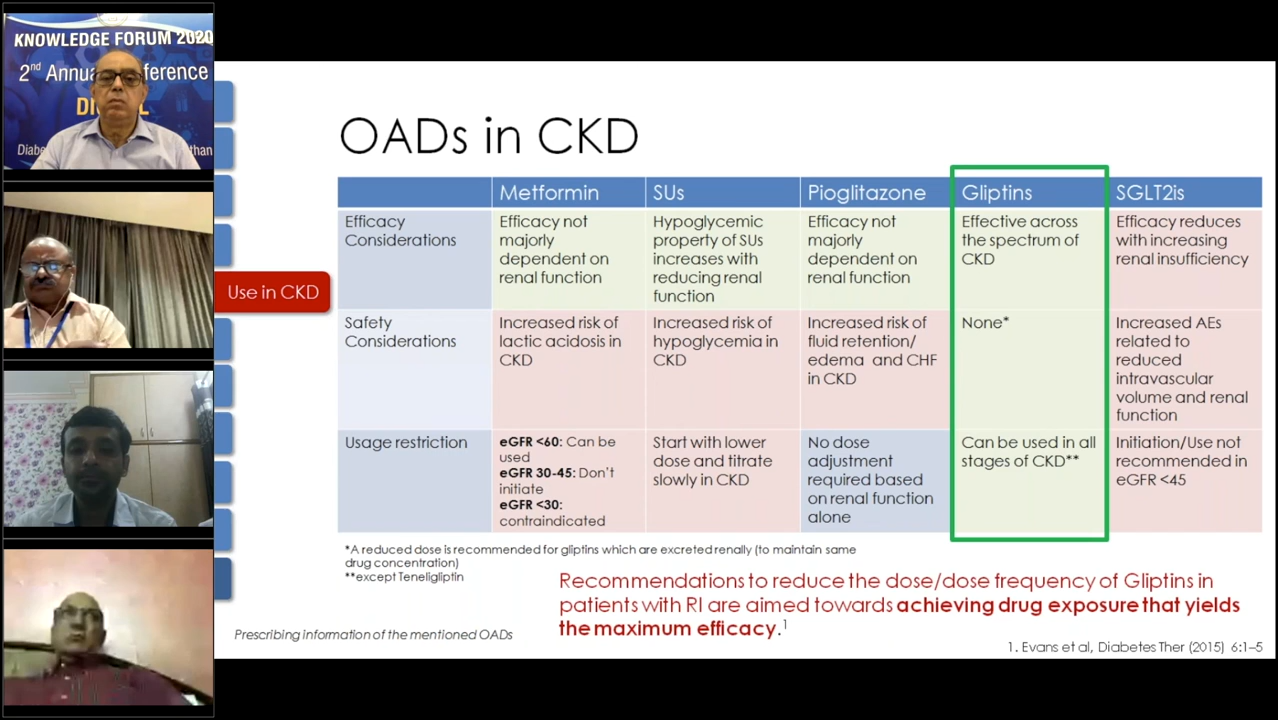 KNOWLEDGE FORUM 2020
2nd Annual Conference
Diabe
than
Use in CKD
OADs in CKD
Metformin
SUs
Pioglitazone
Gliptins
SGLT2is
Efficacy
Considerations
Efficacy not
majorly
dependent on
renal function
Hypoglycemic
property of SUs
increases with
reducing renal
function
Efficacy not
majorly
dependent on
renal function
Effective across
the spectrum of
CKD
Efficacy reduces
with increasing
renal insufficiency
Safety
Considerations
Increased risk of
lactic acidosis in
CKD
Increased risk of
hypoglycemia in
CKD
Increased risk of
fluid retention/
edema and CHF
in CKD
None*
Increased AEs
related to
reduced
intravascular
volume and renal
function
Usage restriction
eGFR <60: Can be
used
eGFR 30-45: Don't
initiate
eGFR <30:
contraindicated
Start with lower
dose and titrate
slowly in CKD
No dose
adjustment
required based
on renal function
alone
Can be used in all
stages of CKD**
Initiation/Use not
recommended in
eGFR <45
*A reduced dose is recommended for gliptins which are excreted renally (to maintain same
drug concentration)
**except Teneligliptin
Recommendations to reduce the dose/dose frequency of Gliptins in
patients with RI are aimed towards achieving drug exposure that yields
the maximum efficacy.1
Prescribing information of the mentioned OADs
1. Evans et al, Diabetes Ther (2015) 6:1–5